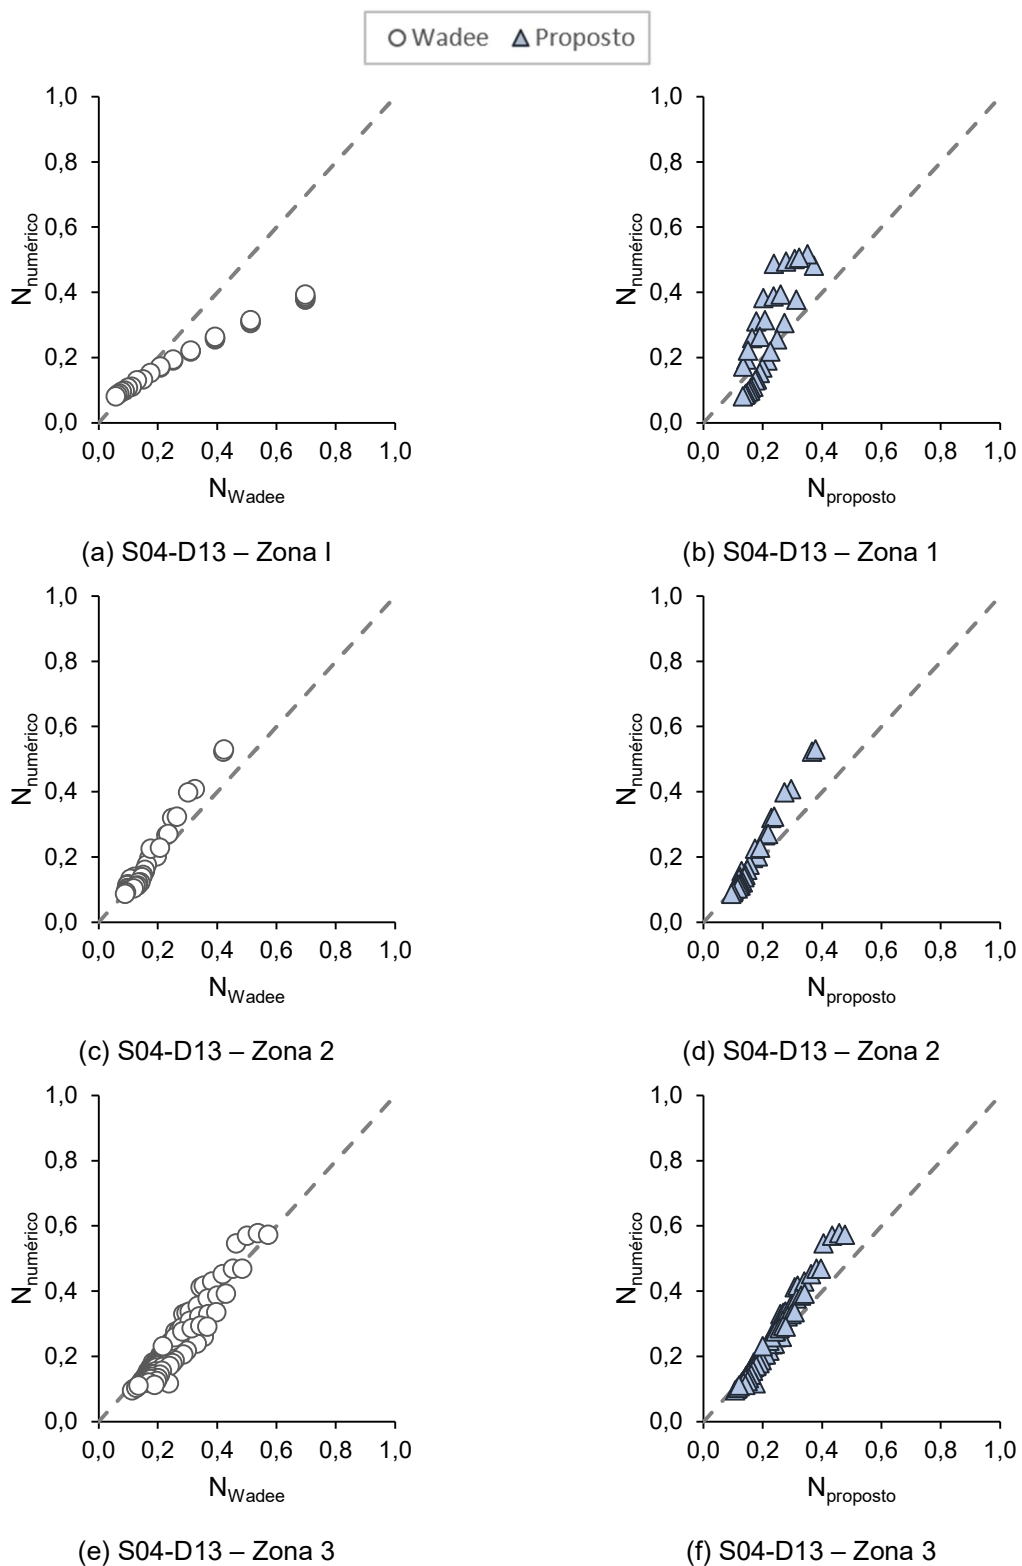 Wadee Proposto
1,0
0,8
0,6
0,4
0,2
0,0
Nnumérico
0,0 0,2 0,4 0,6 0,8 1,0
NWadee
(a) S04-D13 – Zona I
1,0
0,8
0,6
0,4
0,2
0,0
Nnumérico
0,0 0,2 0,4 0,6 0,8 1,0
Nproposto
(b) S04-D13 – Zona 1
1,0
0,8
0,6
0,4
0,2
0,0
Nnumérico
0,0 0,2 0,4 0,6 0,8 1,0
NWadee
(c) S04-D13 – Zona 2
1,0
0,8
0,6
0,4
0,2
0,0
Nnumérico
0,0 0,2 0,4 0,6 0,8 1,0
Nproposto
(d) S04-D13 – Zona 2
1,0
0,8
0,6
0,4
0,2
0,0
Nnumérico
0,0 0,2 0,4 0,6 0,8 1,0
NWadee
(e) S04-D13 – Zona 3
1,0
0,8
0,6
0,4
0,2
0,0
Nnumérico
0,0 0,2 0,4 0,6 0,8 1,0
Nproposto
(f) S04-D13 – Zona 3